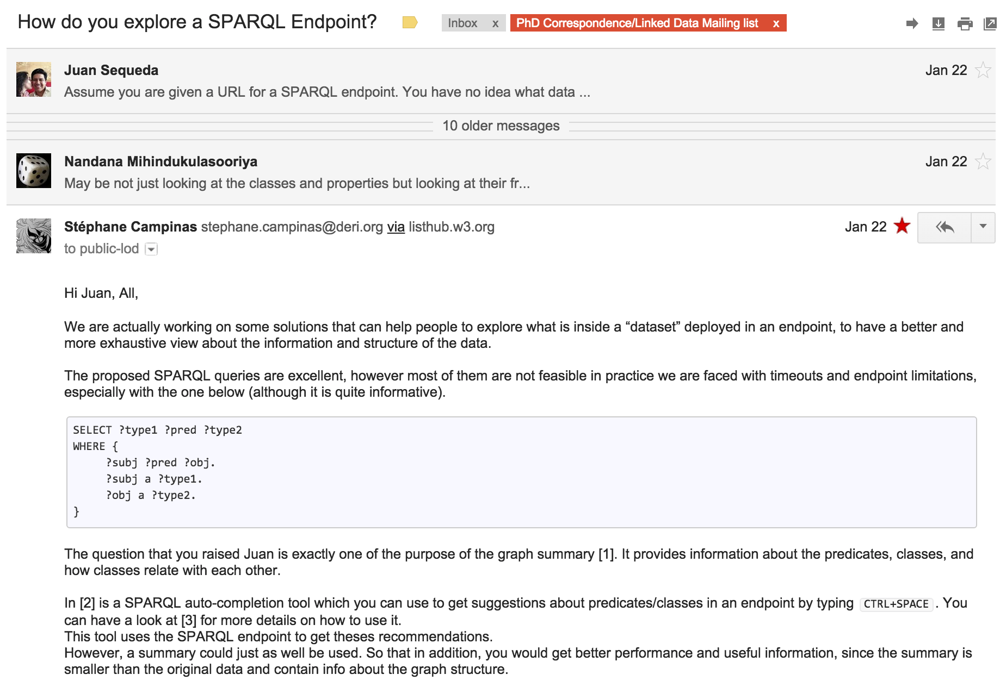 How do you explore a SPARQL Endpoint?
Inbox x
PhD Correspondence/Linked Data Mailing list x
Juan Sequeda
Jan 22
Assume you are given a URL for a SPARQL endpoint. You have no idea what data ...
10 older messages
Nandana Mihindukulasooriya
Jan 22
May be not just looking at the classes and properties but looking at their fr...
Stéphane Campinas stephane.campinas@deri.org via listhub.w3.org
Jan 22
to public-lod
Hi Juan, All,
We are actually working on some solutions that can help people to explore what is inside a “dataset” deployed in an endpoint, to have a better and
more exhaustive view about the information and structure of the data.
The proposed SPARQL queries are excellent, however most of them are not feasible in practice we are faced with timeouts and endpoint limitations,
especially with the one below (although it is quite informative).
SELECT ?type1 ?pred ?type2
WHERE {
?subj ?pred ?obj.
?subj a ?type1.
?obj a ?type2.
}
The question that you raised Juan is exactly one of the purpose of the graph summary [1]. It provides information about the predicates, classes, and
how classes relate with each other.
In [2] is a SPARQL auto-completion tool which you can use to get suggestions about predicates/classes in an endpoint by typing CTRL+SPACE . You
can have a look at [3] for more details on how to use it.
This tool uses the SPARQL endpoint to get theses recommendations.
However, a summary could just as well be used. So that in addition, you would get better performance and useful information, since the summary is
smaller than the original data and contain info about the graph structure.